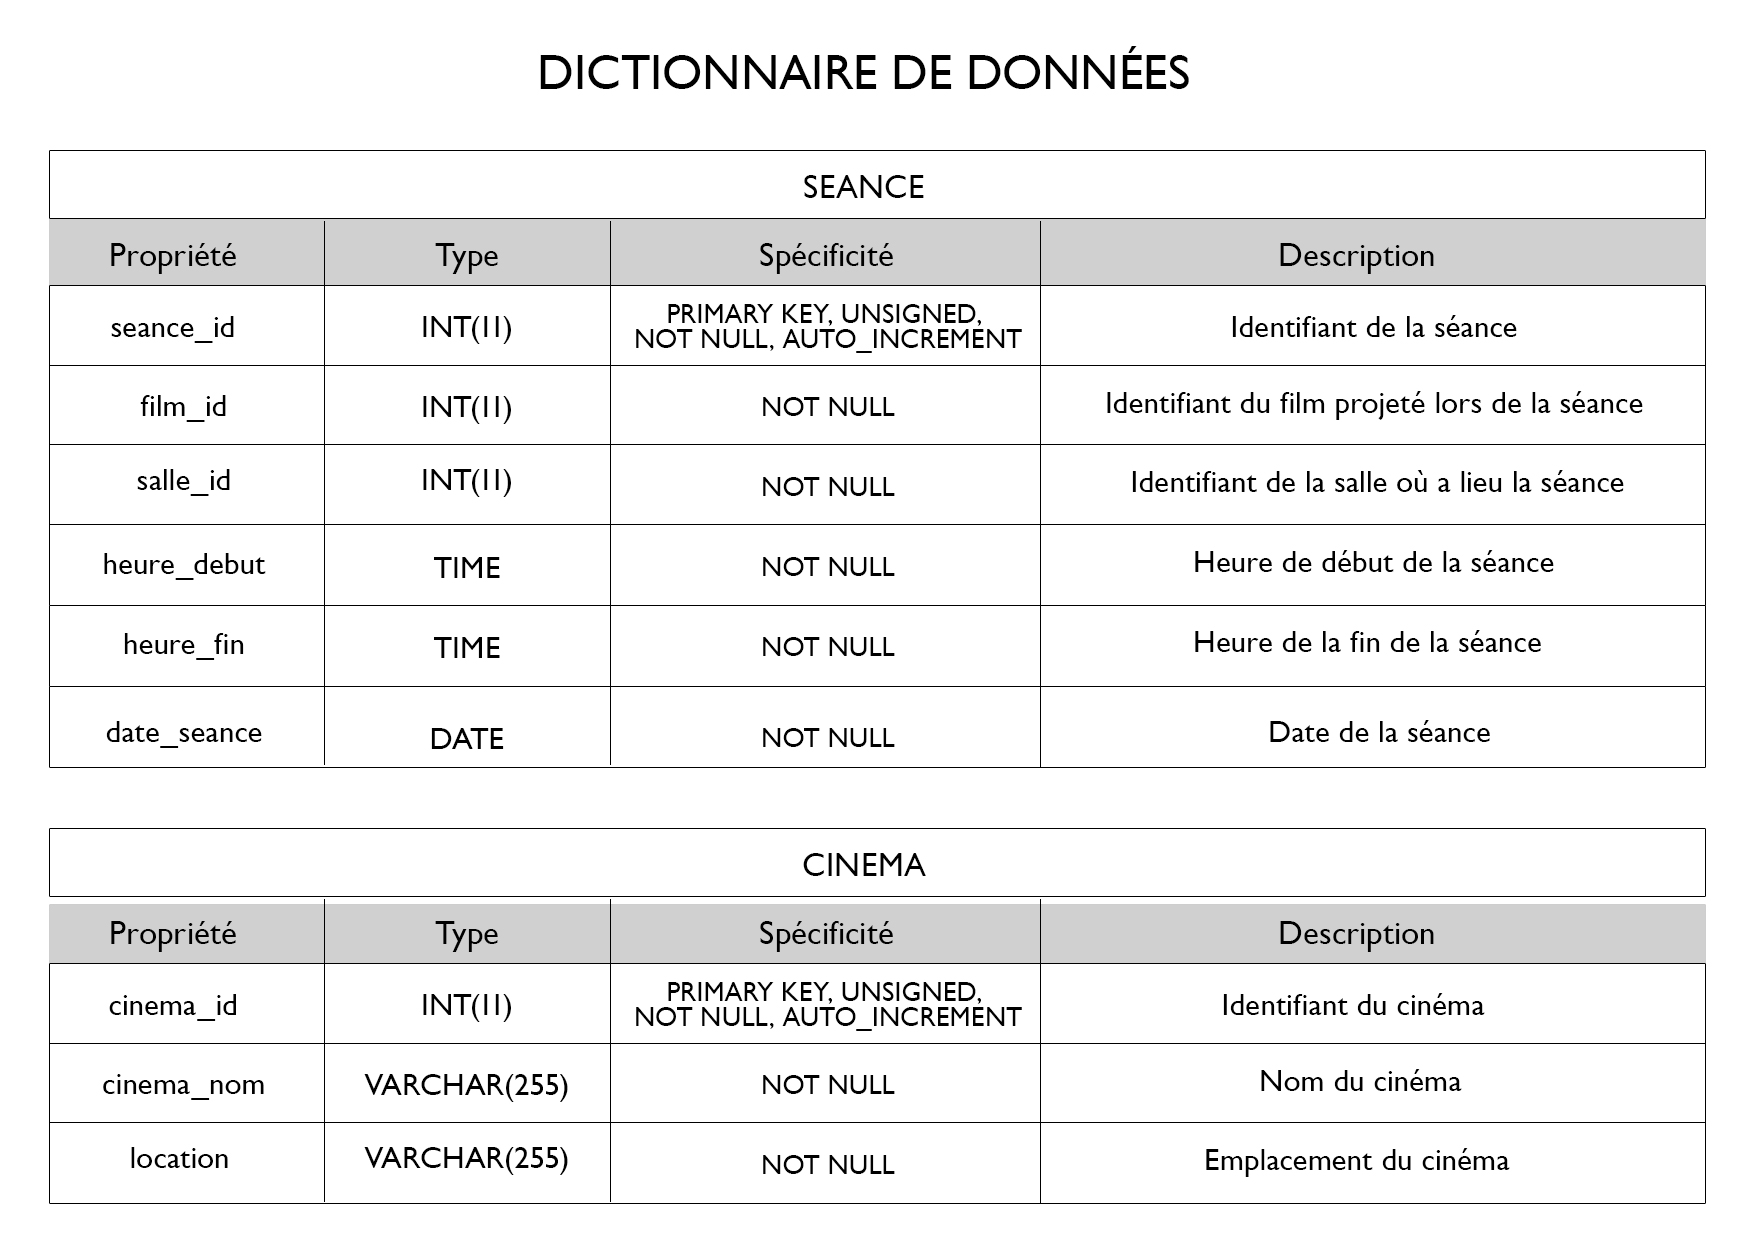 DICTIONNAIRE DE DONNÉES
SEANCE
Propriété Type Spécificité Description
seance_id INT(11) PRIMARY KEY, UNSIGNED, NOT NULL, AUTO_INCREMENT Identifiant de la séance
film_id INT(11) NOT NULL Identifiant du film projeté lors de la séance
salle_id INT(11) NOT NULL Identifiant de la salle où a lieu la séance
heure_debut TIME NOT NULL Heure de début de la séance
heure_fin TIME NOT NULL Heure de la fin de la séance
date_seance DATE NOT NULL Date de la séance
CINEMA
Propriété Type Spécificité Description
cinema_id INT(11) PRIMARY KEY, UNSIGNED, NOT NULL, AUTO_INCREMENT Identifiant du cinéma
cinema_nom VARCHAR(255) NOT NULL Nom du cinéma
location VARCHAR(255) NOT NULL Emplacement du cinéma